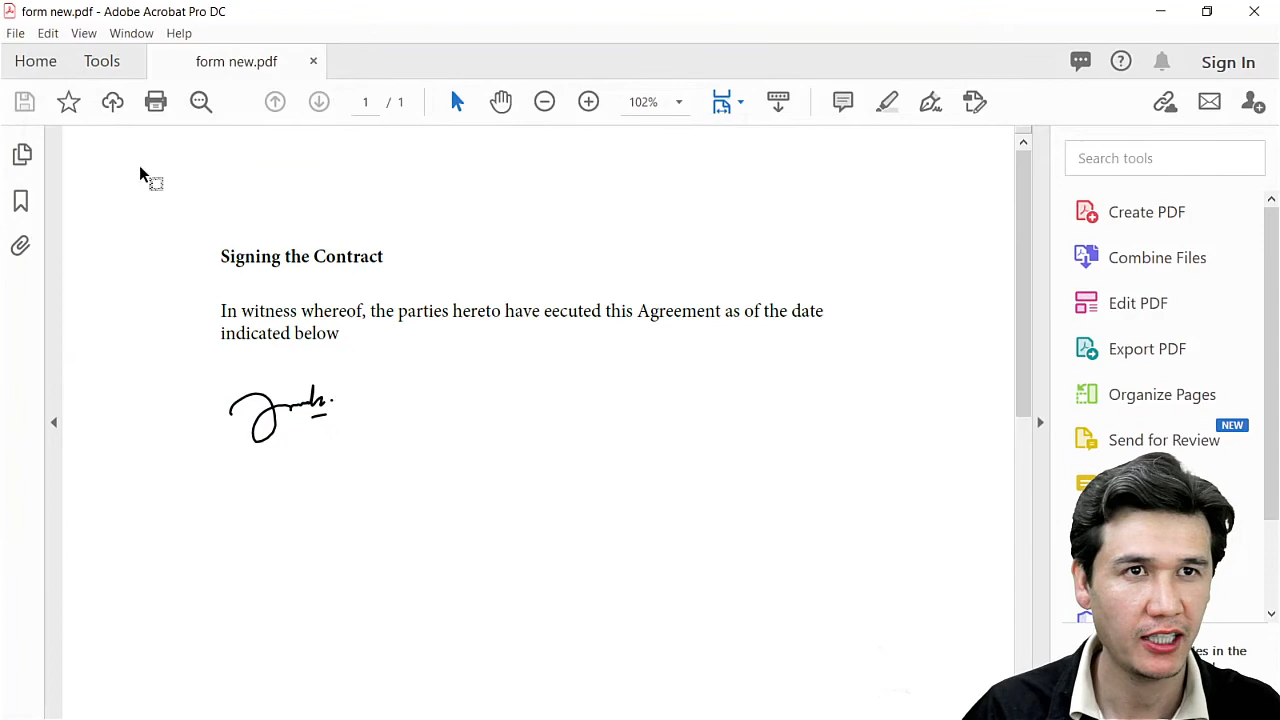 form new.pdf - Adobe Acrobat Pro DC
File Edit View Window Help
Home Tools form new.pdf × Sign In
1 / 1 102%
Search tools
Create PDF
Combine Files
Edit PDF
Export PDF
Organize Pages
NEW
Send for Review
Signing the Contract
In witness whereof, the parties hereto have eecuted this Agreement as of the date
indicated below
in the